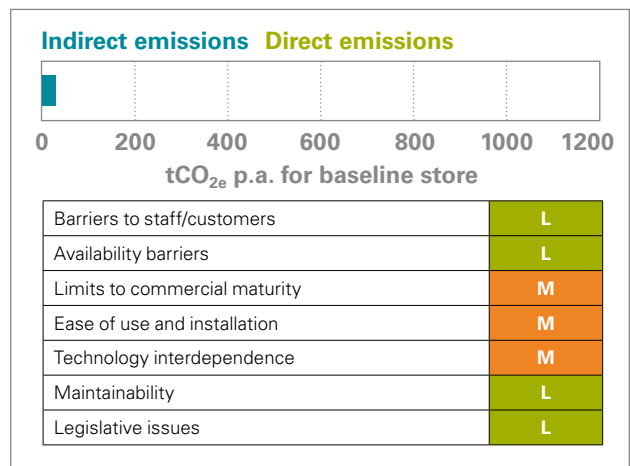 Indirect emissions Direct emissions
0 200 400 600 800 1000 1200
tCO2e p.a. for baseline store
Barriers to staff/customers L
Availability barriers L
Limits to commercial maturity M
Ease of use and installation M
Technology interdependence M
Maintainability L
Legislative issues L